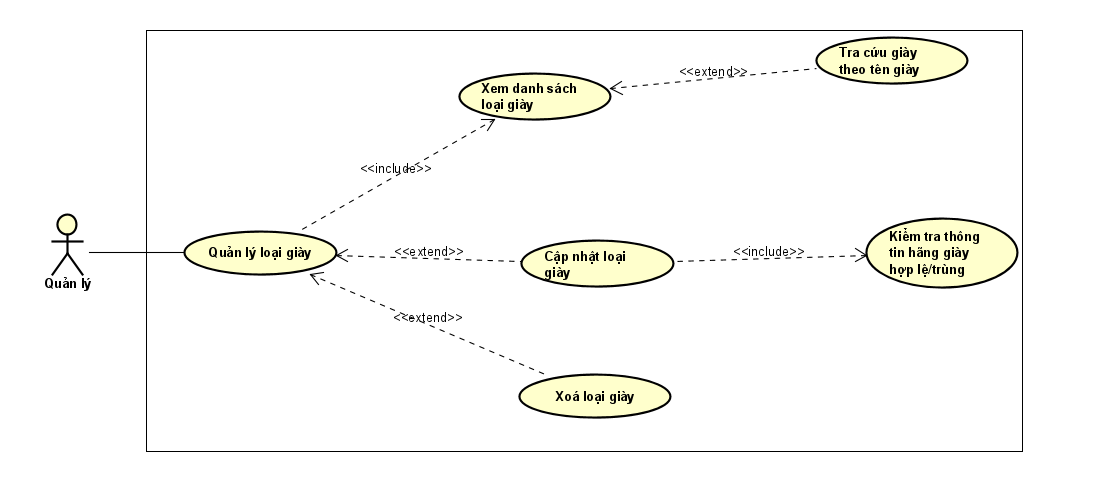 Tra cứu giày
theo tên giày
<<extend>>
Xem danh sách
loại giày
<<include>>
Quản lý
Quản lý loại giày
<<extend>>
Cập nhật loại
giày
<<include>>
Kiểm tra thông
tin hãng giày
hợp lệ/trùng
<<extend>>
Xoá loại giày